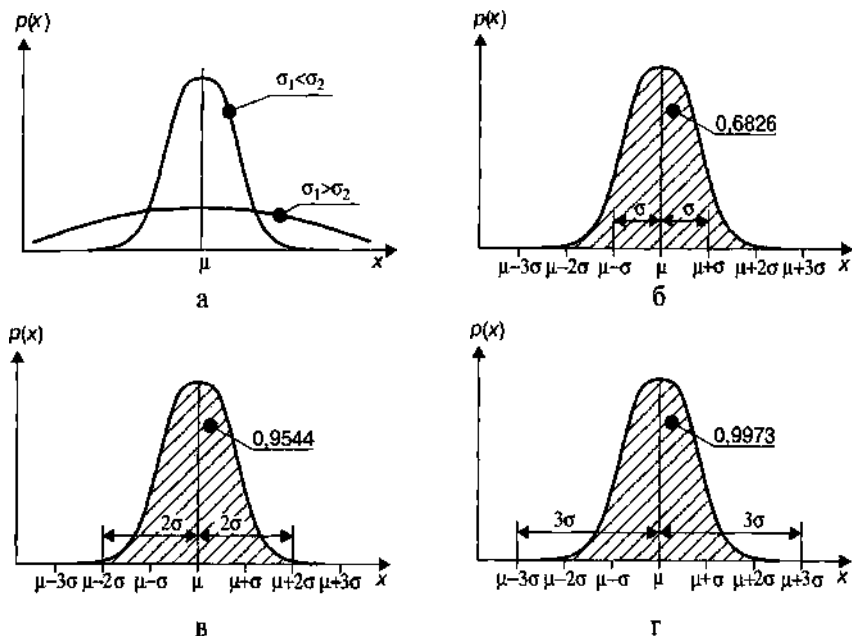 p(x)
σ₁<σ₂
σ₁>σ₂
μ
x
а
p(x)
0,6826
σ
σ
μ−3σ μ−2σ μ−σ μ μ+σ μ+2σ μ+3σ
x
б
p(x)
0,9544
2σ
2σ
μ−3σ μ−2σ μ−σ μ μ+σ μ+2σ μ+3σ
x
в
p(x)
0,9973
3σ
3σ
μ−3σ μ−2σ μ−σ μ μ+σ μ+2σ μ+3σ
x
г